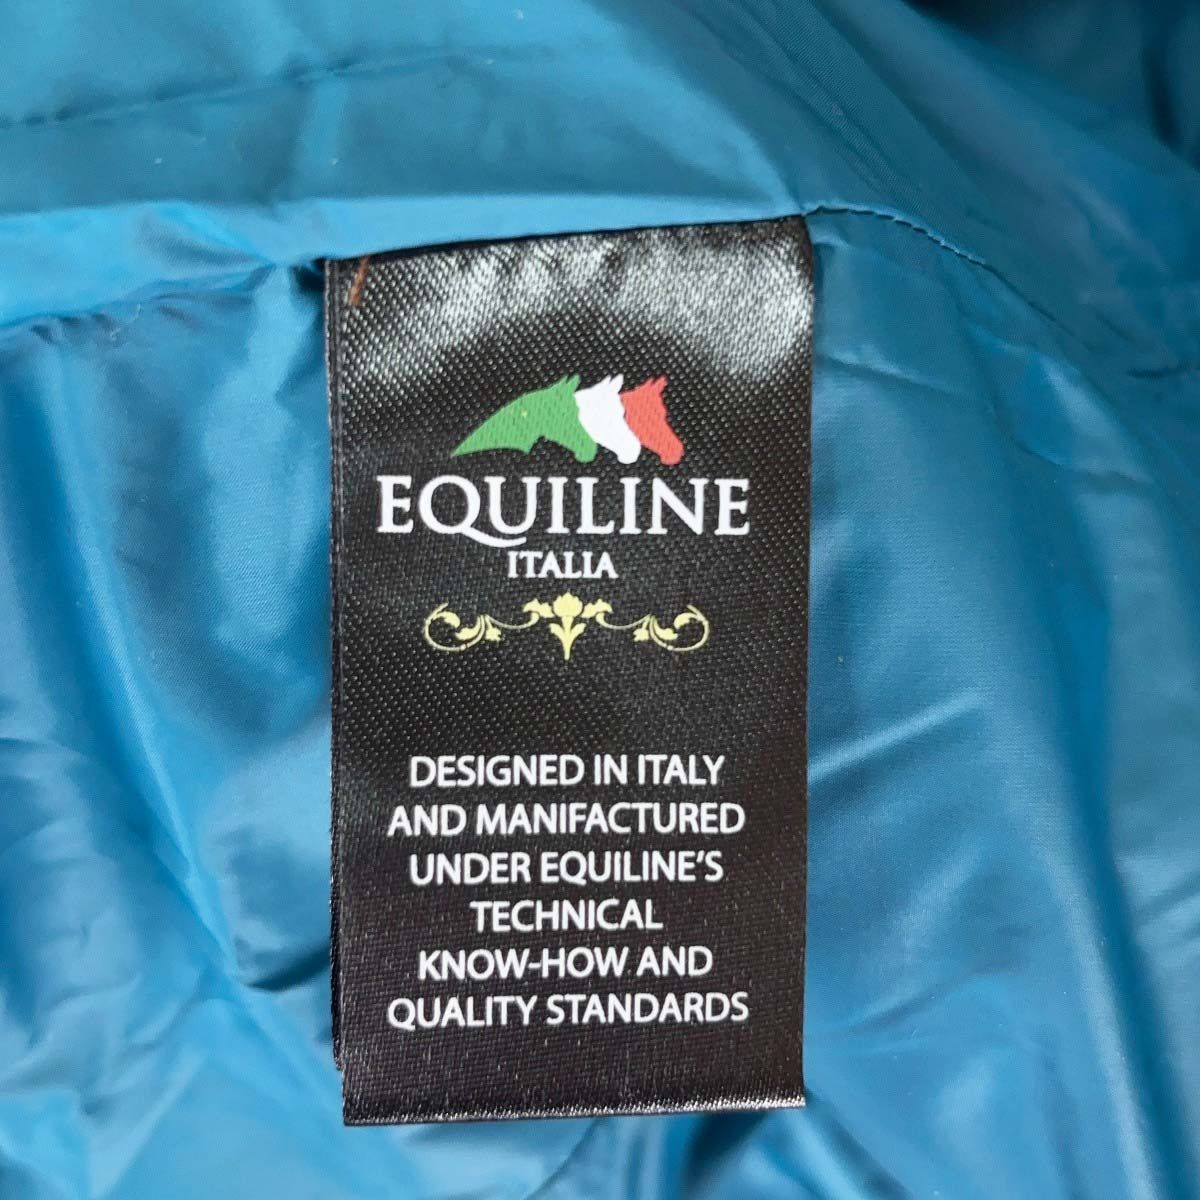 EQUILINE
ITALIA
DESIGNED IN ITALY
AND MANIFACTURED
UNDER EQUILINE'S
TECHNICAL
KNOW-HOW AND
QUALITY STANDARDS